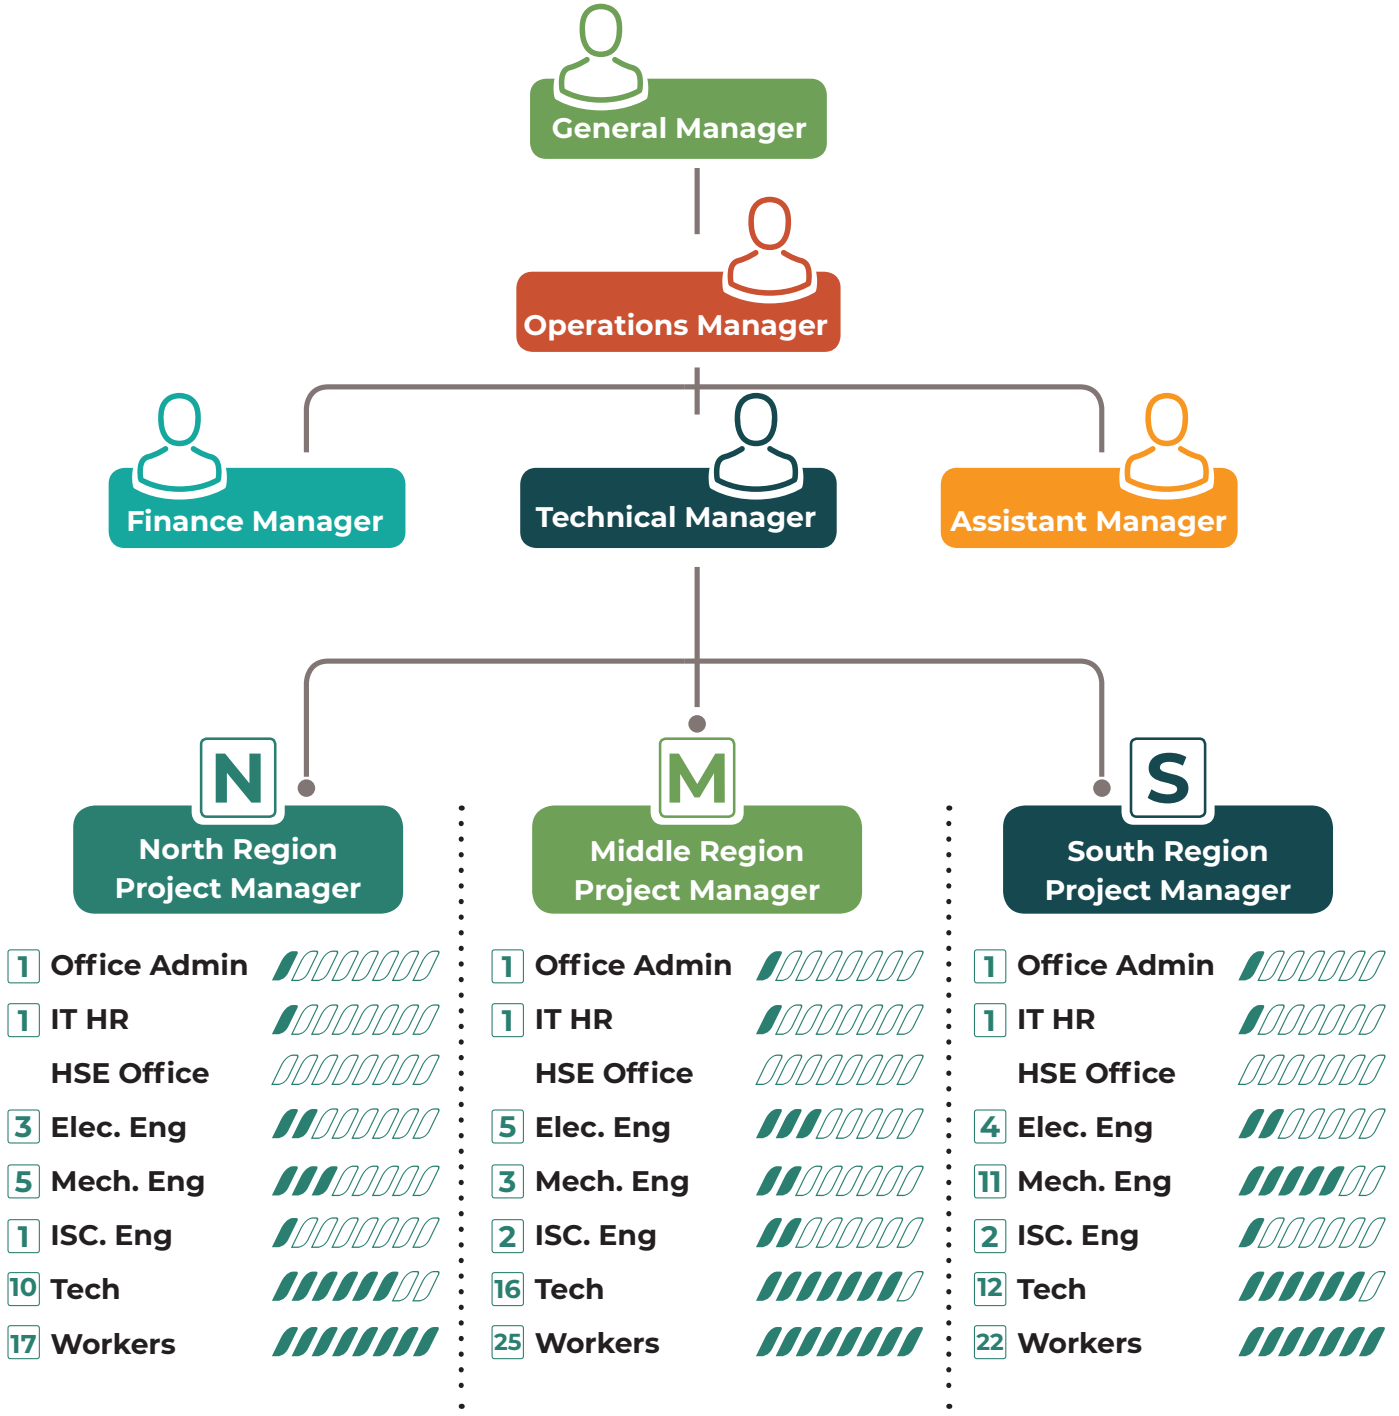 General Manager
Operations Manager
Finance Manager
Technical Manager
Assistant Manager
N
North Region
Project Manager
1 Office Admin
1 IT HR
HSE Office
3 Elec. Eng
5 Mech. Eng
1 ISC. Eng
10 Tech
17 Workers
M
Middle Region
Project Manager
1 Office Admin
1 IT HR
HSE Office
5 Elec. Eng
3 Mech. Eng
2 ISC. Eng
16 Tech
25 Workers
S
South Region
Project Manager
1 Office Admin
1 IT HR
HSE Office
4 Elec. Eng
11 Mech. Eng
2 ISC. Eng
12 Tech
22 Workers